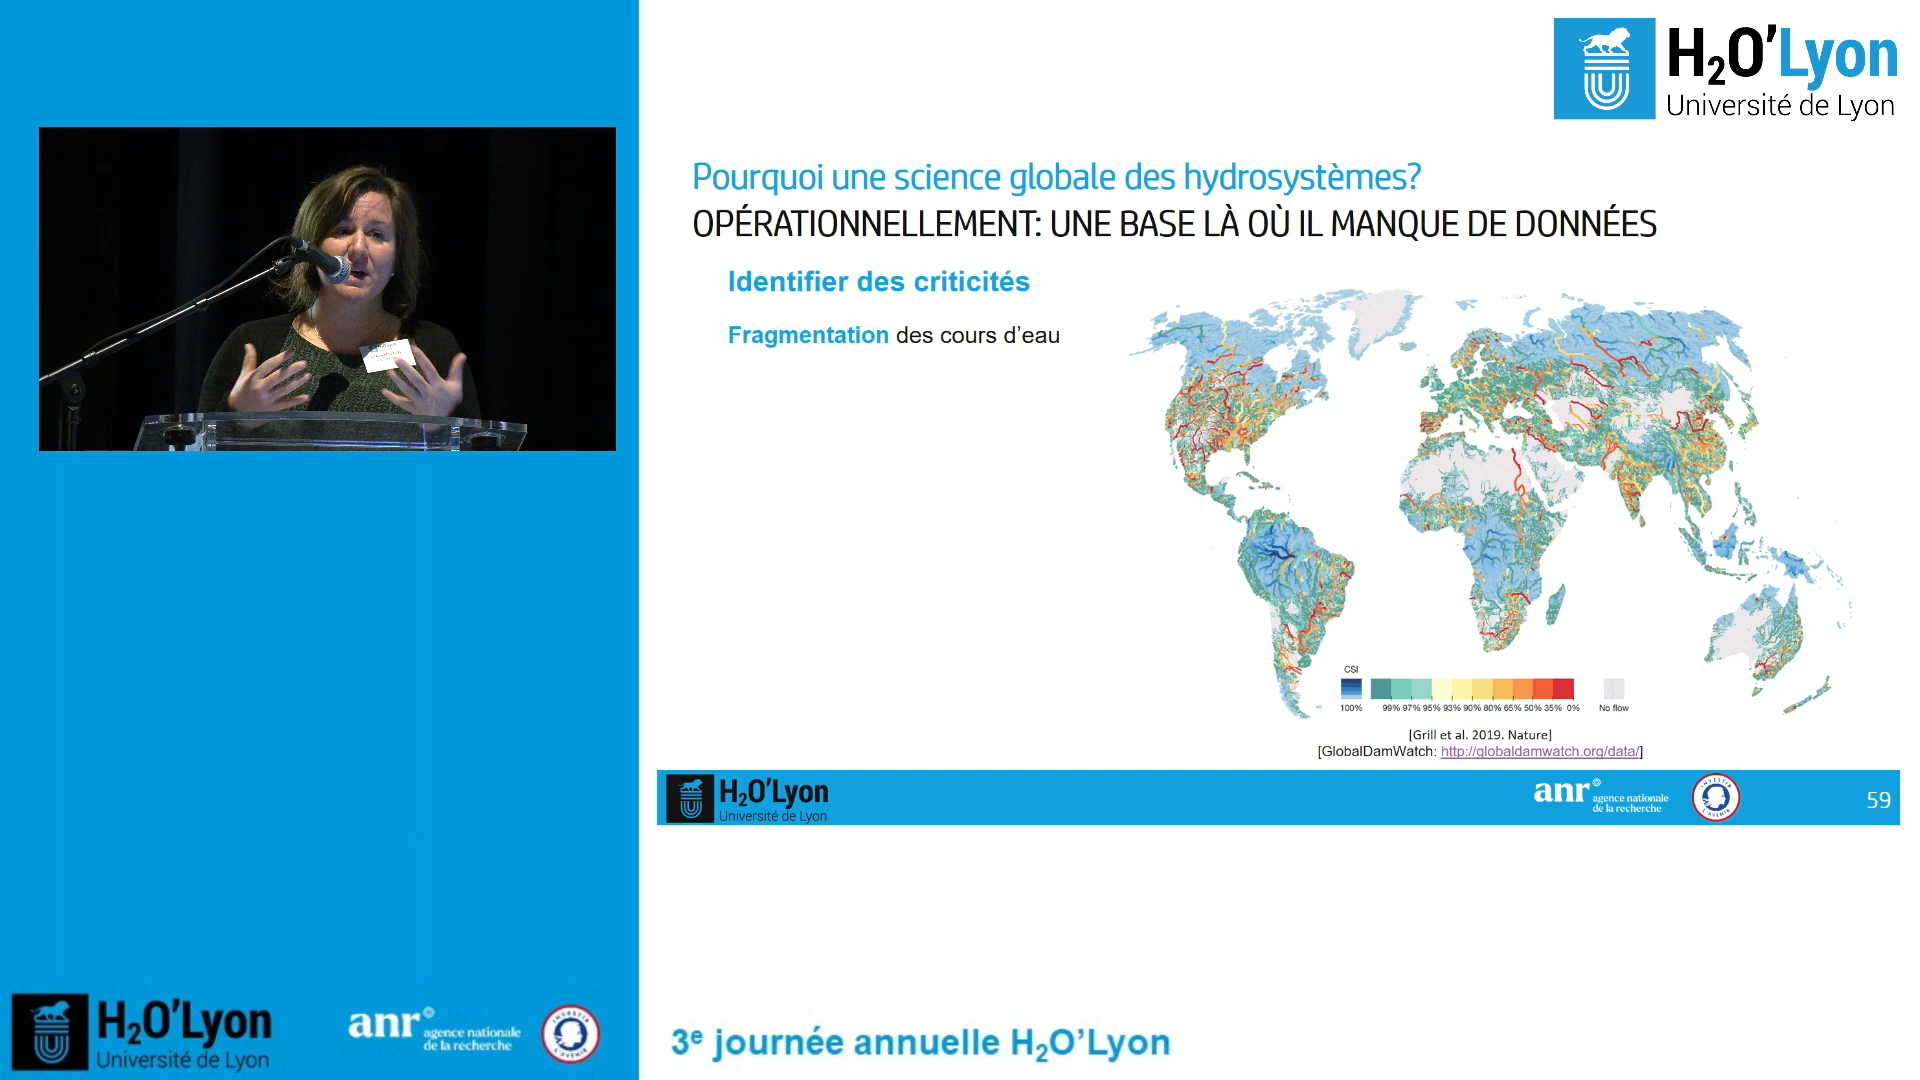 H2O'Lyon
Université de Lyon
Pourquoi une science globale des hydrosystèmes?
OPÉRATIONNELLEMENT: UNE BASE LÀ OÙ IL MANQUE DE DONNÉES
Identifier des criticités
Fragmentation des cours d'eau
CSI
100% 99% 97% 95% 93% 90% 80% 65% 50% 35% 0% No flow
[Grill et al. 2019. Nature]
[GlobalDamWatch: http://globaldamwatch.org/data/]
H2O'Lyon
Université de Lyon
anr©
agence nationale
de la recherche
INVESTIR
L'AVENIR
59
H2O'Lyon
Université de Lyon
anr©
agence nationale
de la recherche
INVESTIR
L'AVENIR
3e journée annuelle H2O'Lyon